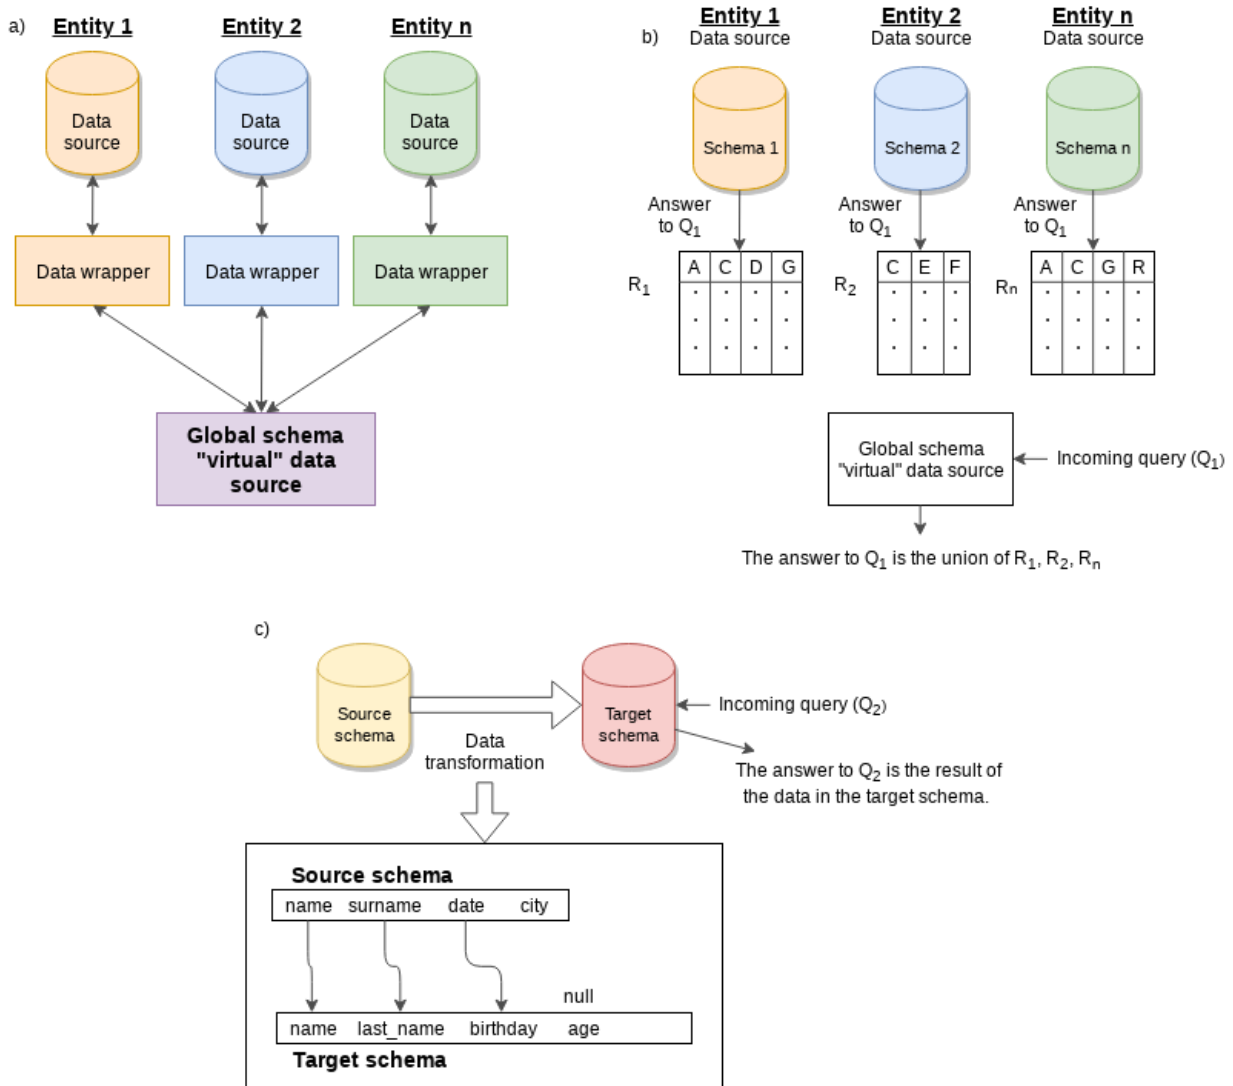 a)
Entity 1
Entity 2
Entity n
Data
source
Data
source
Data
source
Data wrapper
Data wrapper
Data wrapper
Global schema
"virtual" data
source
b)
Entity 1
Data source
Entity 2
Data source
Entity n
Data source
Schema 1
Schema 2
Schema n
Answer
to Q1
Answer
to Q1
Answer
to Q1
R1
A C D G
R2
C E F
Rn
A C G R
Global schema
"virtual" data source
Incoming query (Q1)
The answer to Q1 is the union of R1, R2, Rn
c)
Source
schema
Data
transformation
Target
schema
Incoming query (Q2)
The answer to Q2 is the result of
the data in the target schema.
Source schema
name surname date city
null
name last_name birthday age
Target schema